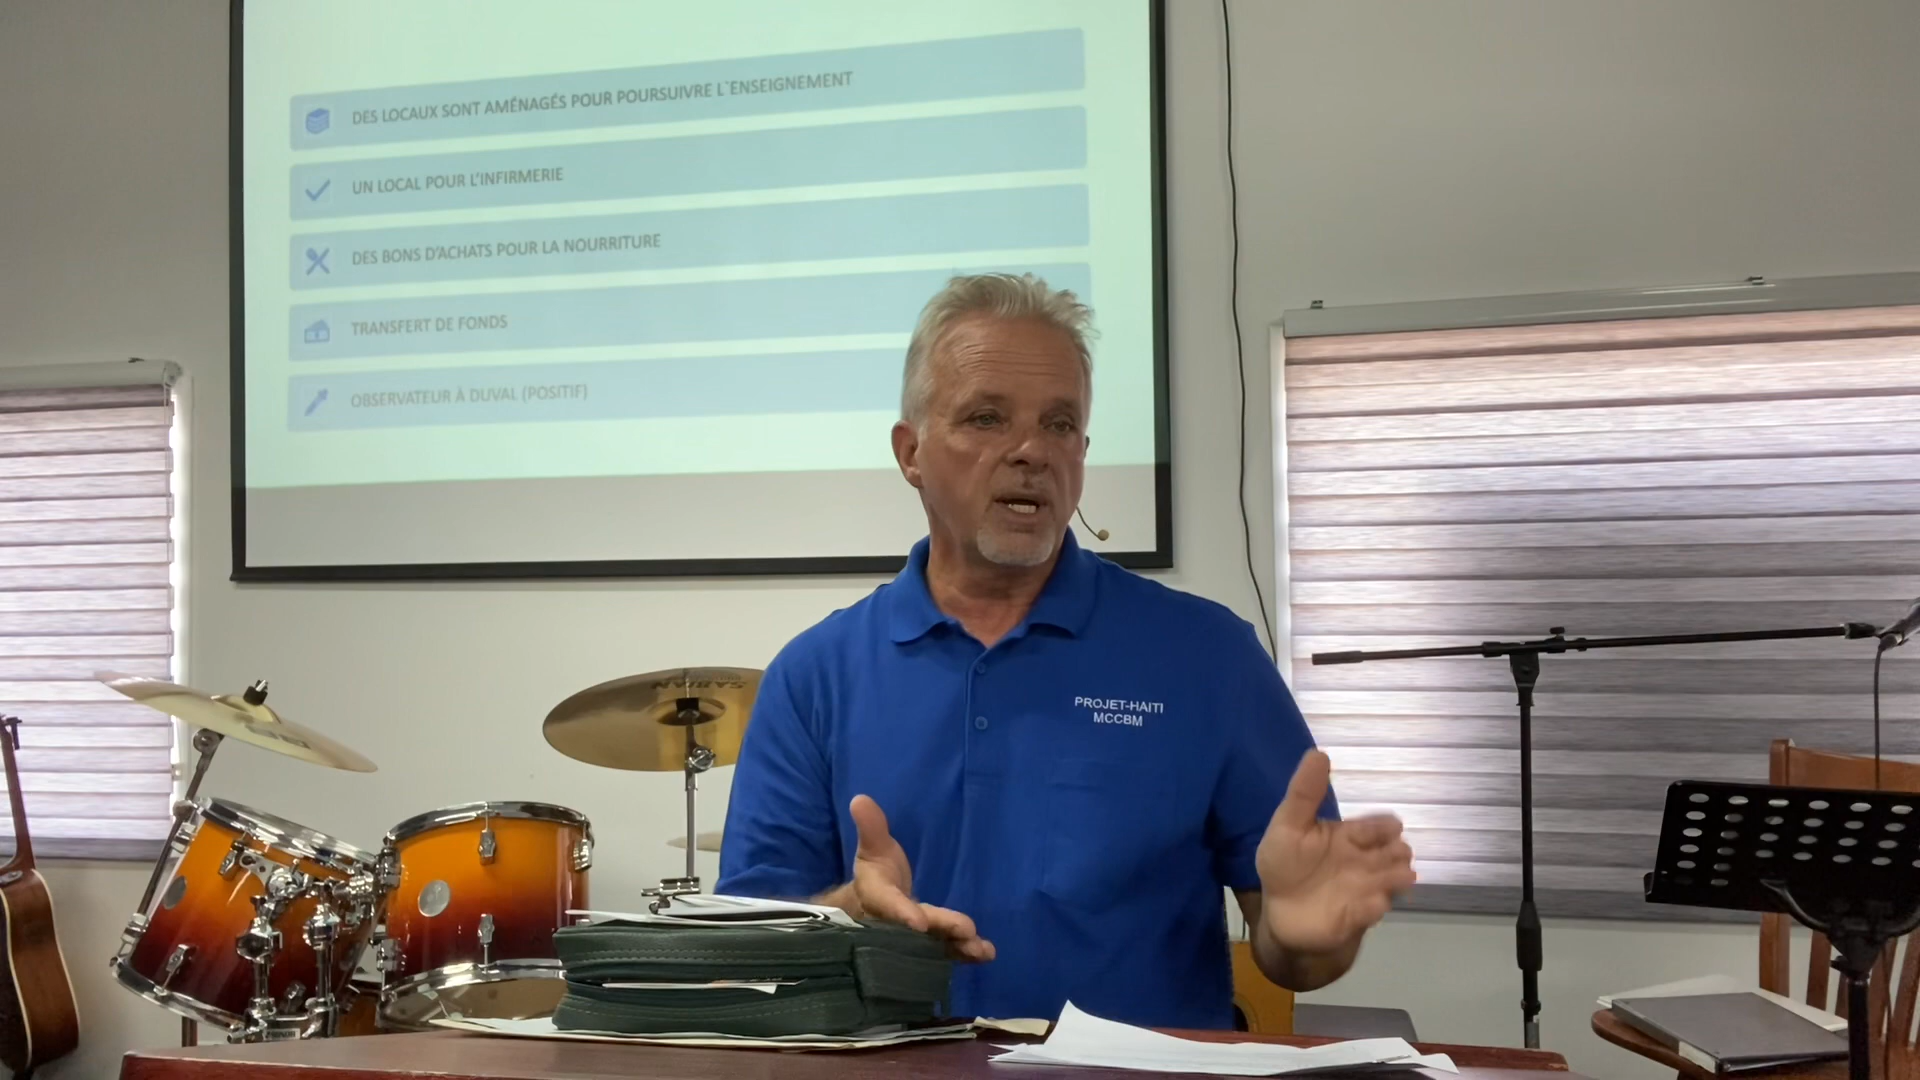 DES LOCAUX SONT AMÉNAGÉS POUR POURSUIVRE L`ENSEIGNEMENT
UN LOCAL POUR L'INFIRMERIE
DES BONS D'ACHATS POUR LA NOURRITURE
TRANSFERT DE FONDS
OBSERVATEUR À DUVAL (POSITIF)
SABIAN
PROJET-HAITI
MCCBM